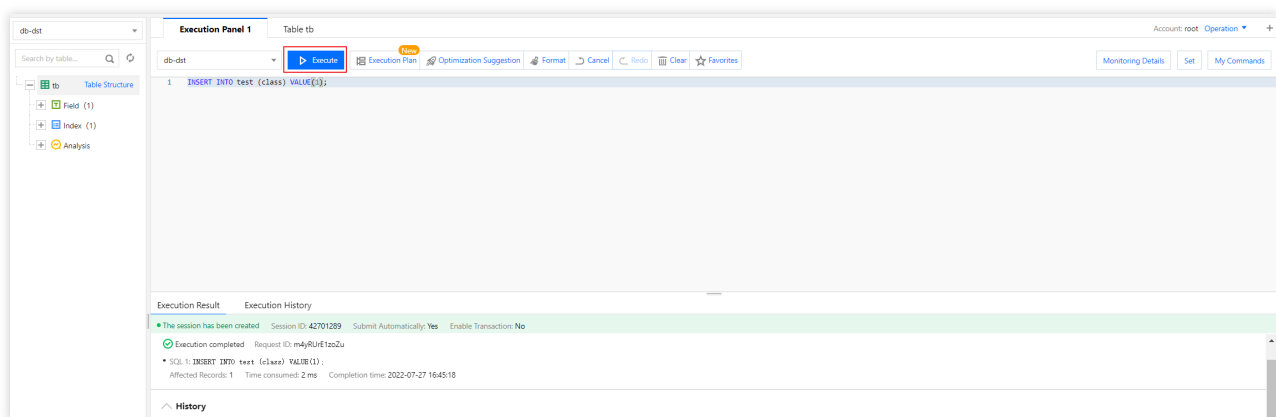 db-dst
Execution Panel 1 Table tb Account: root Operation +
Search by table...
db-dst Execute New Execution Plan Optimization Suggestion Format Cancel Redo Clear Favorites Monitoring Details Set My Commands
tb Table Structure
1 INSERT INTO test (class) VALUE(1);
Field (1)
Index (1)
Analysis
Execution Result Execution History
The session has been created Session ID: 42701289 Submit Automatically: Yes Enable Transaction: No
Execution completed Request ID: m4yRUrE1zoZu
* SQL 1: INSERT INTO test (class) VALUE(1);
Affected Records: 1 Time consumed: 2 ms Completion time: 2022-07-27 16:45:18
History